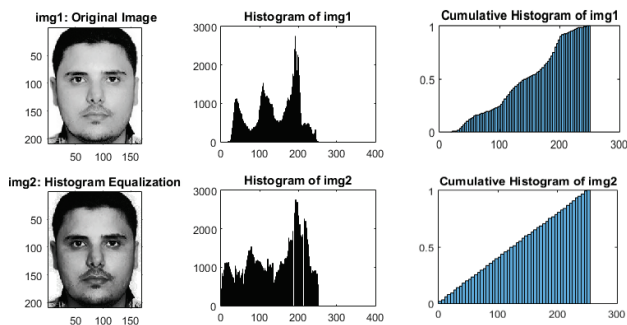 img1: Original Image
50
100
150
200
50 100 150
Histogram of img1
3000
2000
1000
0
0 100 200 300 400
Cumulative Histogram of img1
1
0.5
0
0 100 200 300
img2: Histogram Equalization
50
100
150
200
50 100 150
Histogram of img2
3000
2000
1000
0
0 100 200 300 400
Cumulative Histogram of img2
1
0.5
0
0 100 200 300